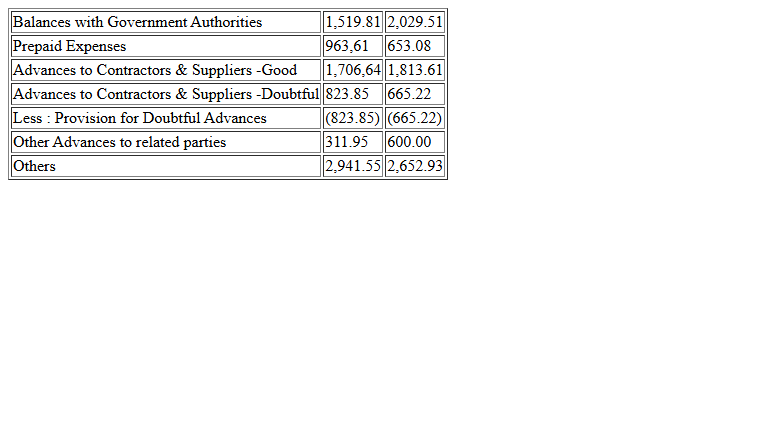 Balances with Government Authorities 1,519.81 2,029.51
Prepaid Expenses 963,61 653.08
Advances to Contractors & Suppliers -Good 1,706,64 1,813.61
Advances to Contractors & Suppliers -Doubtful 823.85 665.22
Less : Provision for Doubtful Advances (823.85) (665.22)
Other Advances to related parties 311.95 600.00
Others 2,941.55 2,652.93